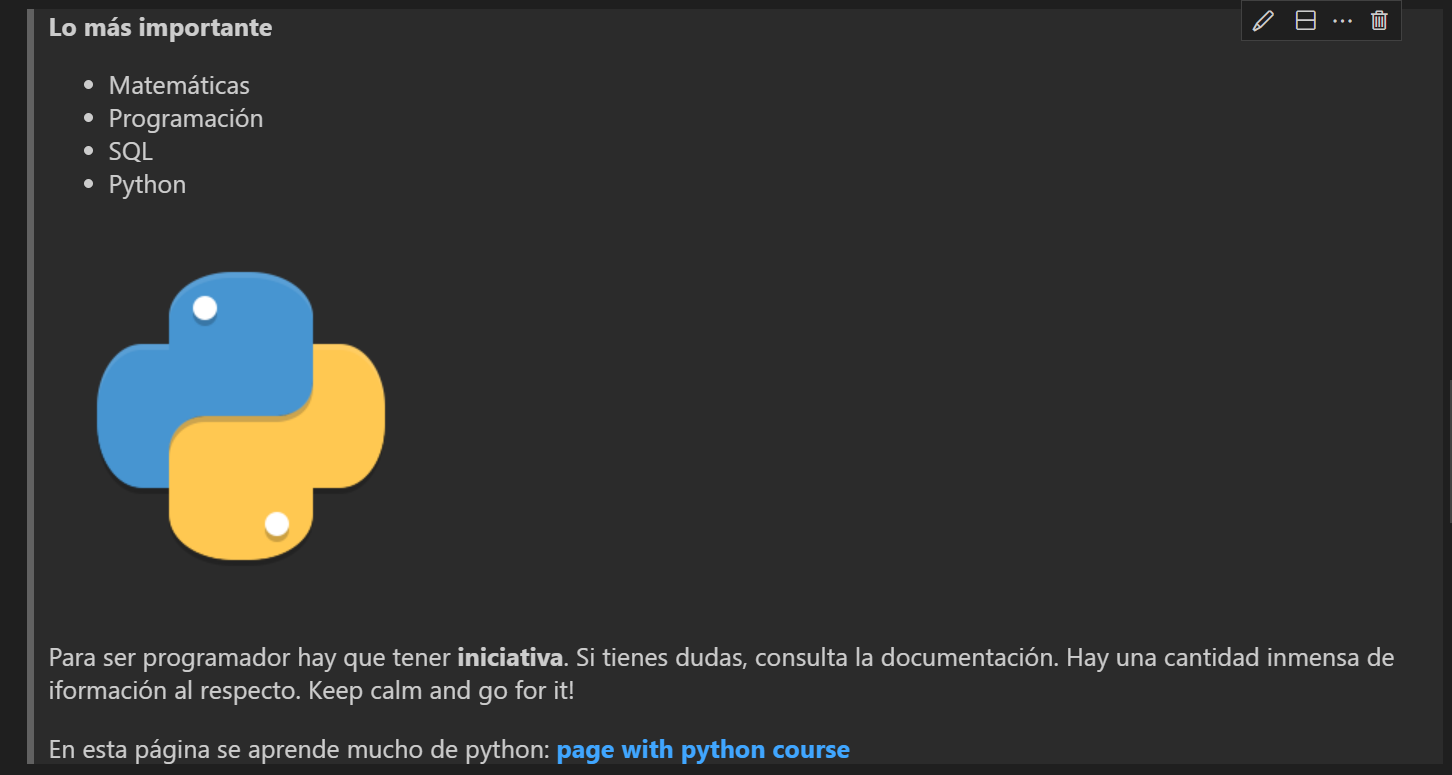 Lo más importante
Matemáticas
Programación
SQL
Python
Para ser programador hay que tener iniciativa. Si tienes dudas, consulta la documentación. Hay una cantidad inmensa de
iformación al respecto. Keep calm and go for it!
En esta página se aprende mucho de python: page with python course